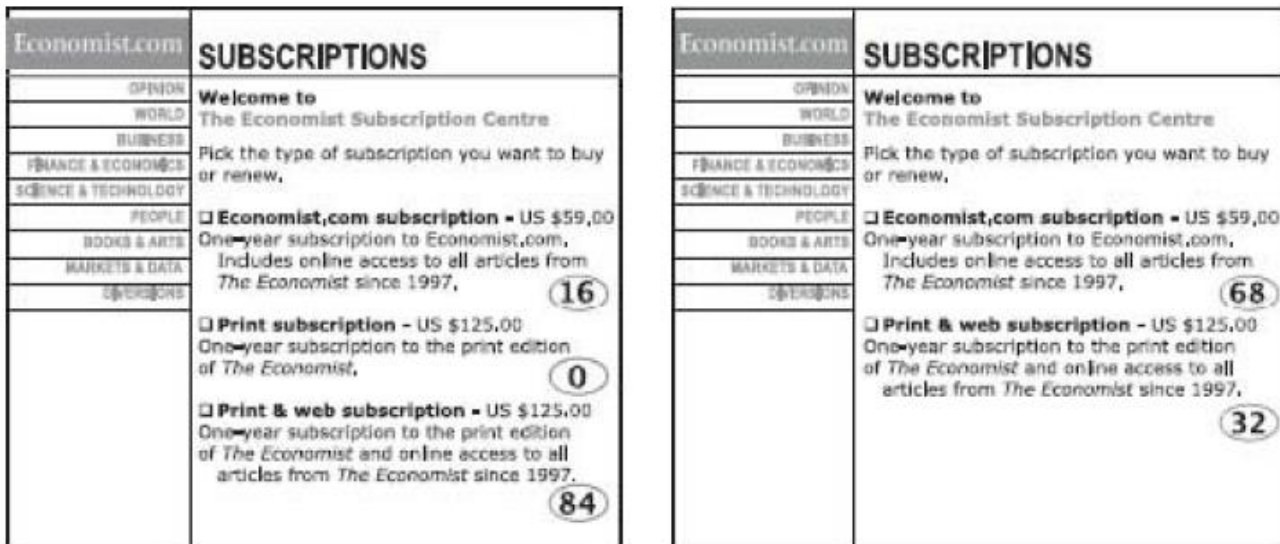 Economist.com
SUBSCRIPTIONS
OPINION
WORLD
BUSINESS
FINANCE & ECONOMICS
SCIENCE & TECHNOLOGY
PEOPLE
BOOKS & ARTS
MARKETS & DATA
DIVERSIONS
Welcome to
The Economist Subscription Centre
Pick the type of subscription you want to buy
or renew.
❑ Economist.com subscription - US $59.00
One-year subscription to Economist.com.
Includes online access to all articles from
The Economist since 1997.
16
❑ Print subscription - US $125.00
One-year subscription to the print edition
of The Economist.
0
❑ Print & web subscription - US $125.00
One-year subscription to the print edition
of The Economist and online access to all
articles from The Economist since 1997.
84
Economist.com
SUBSCRIPTIONS
OPINION
WORLD
BUSINESS
FINANCE & ECONOMICS
SCIENCE & TECHNOLOGY
PEOPLE
BOOKS & ARTS
MARKETS & DATA
DIVERSIONS
Welcome to
The Economist Subscription Centre
Pick the type of subscription you want to buy
or renew.
❑ Economist.com subscription - US $59.00
One-year subscription to Economist.com.
Includes online access to all articles from
The Economist since 1997.
68
❑ Print & web subscription - US $125.00
One-year subscription to the print edition
of The Economist and online access to all
articles from The Economist since 1997.
32